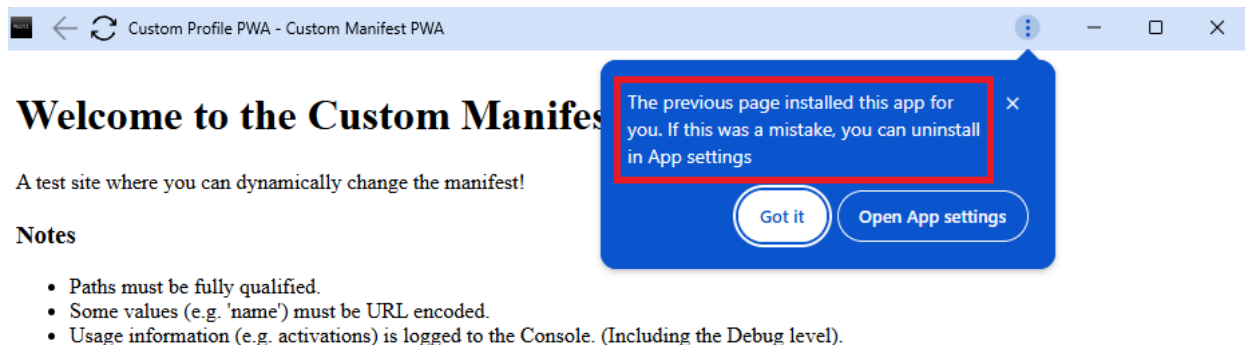 Custom Profile PWA - Custom Manifest PWA
The previous page installed this app for
you. If this was a mistake, you can uninstall
in App settings
Got it
Open App settings
Welcome to the Custom Manifes
A test site where you can dynamically change the manifest!
Notes
• Paths must be fully qualified.
• Some values (e.g. 'name') must be URL encoded.
• Usage information (e.g. activations) is logged to the Console. (Including the Debug level).